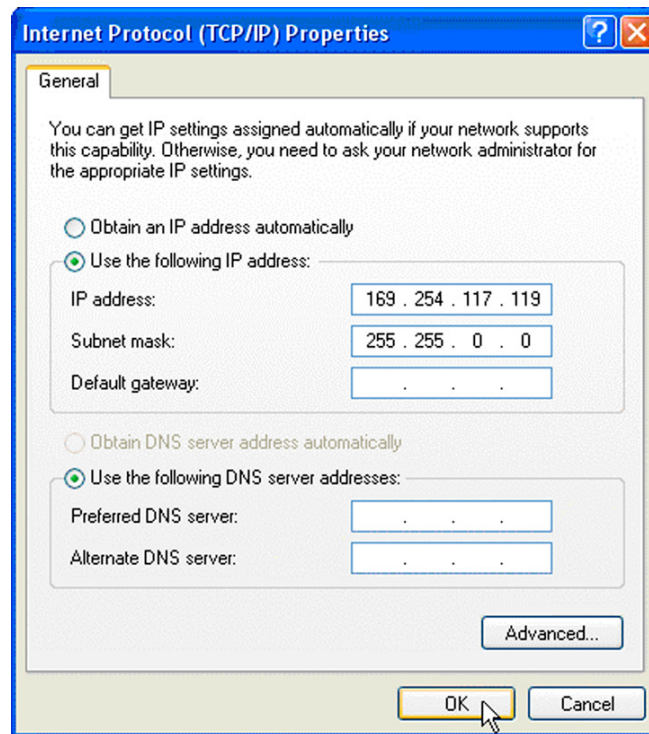 Internet Protocol (TCP/IP) Properties
General
You can get IP settings assigned automatically if your network supports
this capability. Otherwise, you need to ask your network administrator for
the appropriate IP settings.
Obtain an IP address automatically
Use the following IP address:
IP address: 169 . 254 . 117 . 119
Subnet mask: 255 . 255 . 0 . 0
Default gateway: . . .
Obtain DNS server address automatically
Use the following DNS server addresses:
Preferred DNS server: . . .
Alternate DNS server: . . .
Advanced...
OK Cancel